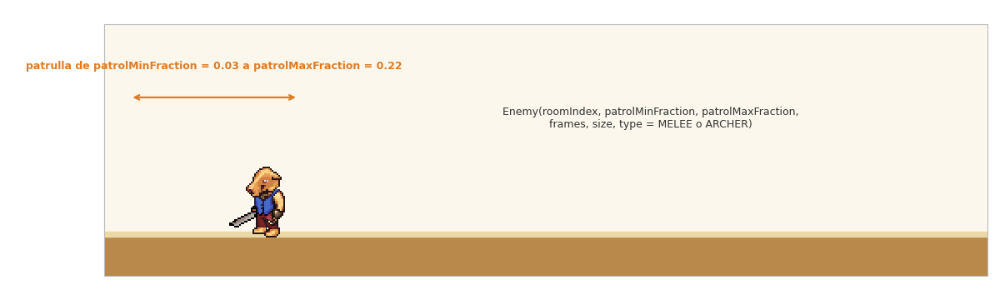 patrulla de patrolMinFraction = 0.03 a patrolMaxFraction = 0.22
Enemy(roomIndex, patrolMinFraction, patrolMaxFraction,
frames, size, type = MELEE o ARCHER)